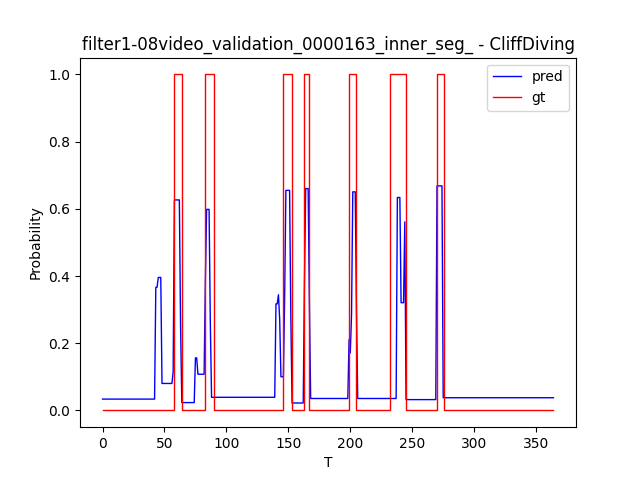 filter1-08video_validation_0000163_inner_seg_ - CliffDiving
pred
gt
Probability
1.0
0.8
0.6
0.4
0.2
0.0
0 50 100 150 200 250 300 350
T